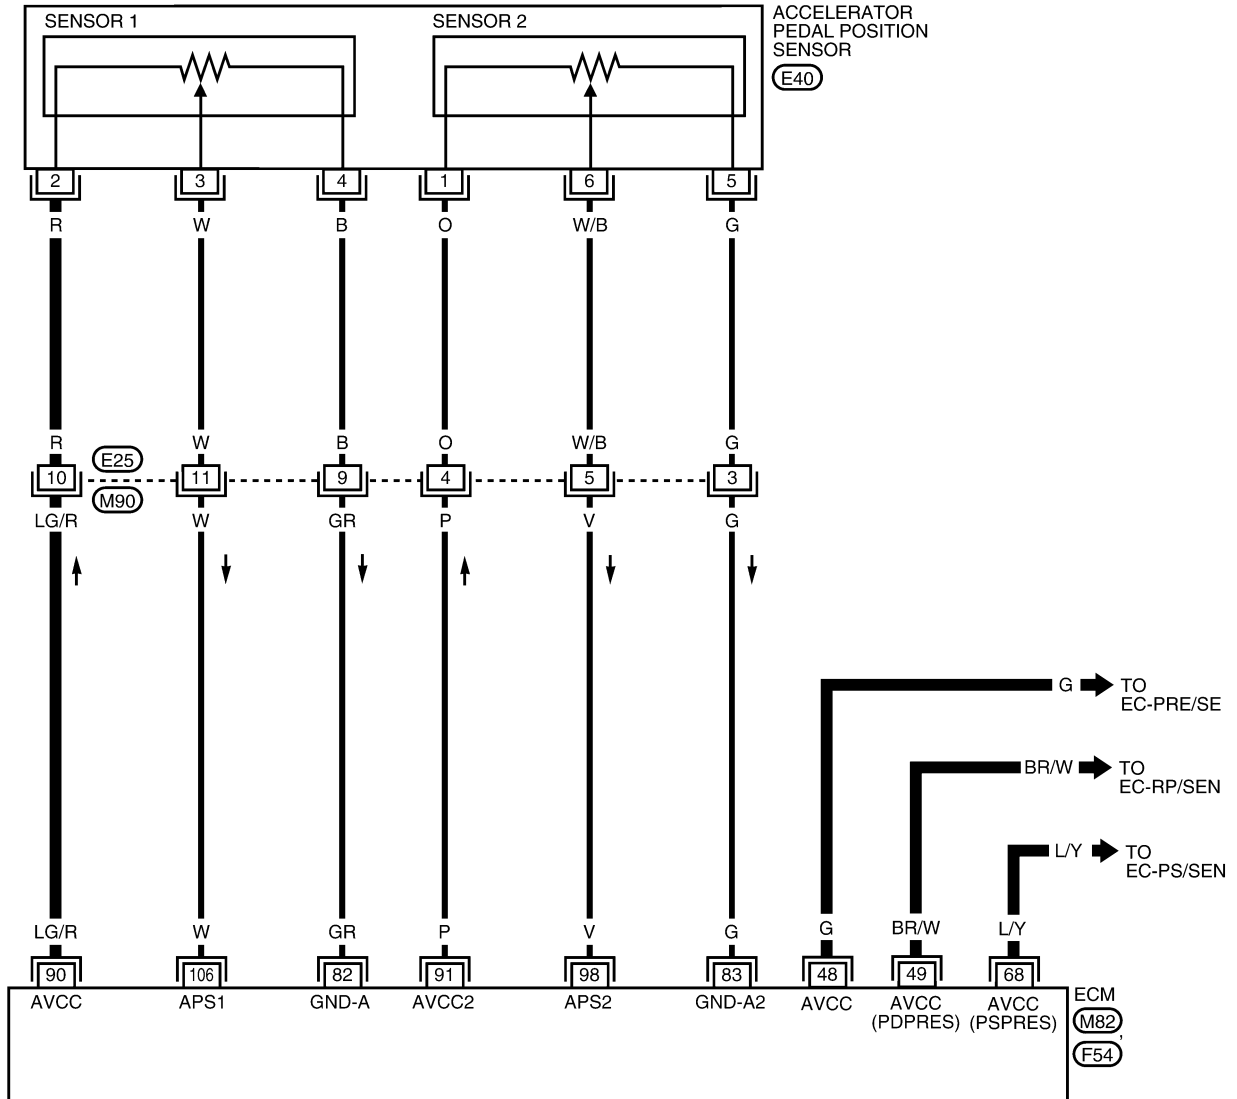 SENSOR 1
SENSOR 2
ACCELERATOR
PEDAL POSITION
SENSOR
E40
2 3 4 1 6 5
R W B O W/B G
R W B O W/B G
E25
10 11 9 4 5 3
M90
LG/R W GR P V G
G TO
EC-PRE/SE
BR/W TO
EC-RP/SEN
L/Y TO
EC-PS/SEN
LG/R W GR P V G G BR/W L/Y
90 106 82 91 98 83 48 49 68
AVCC APS1 GND-A AVCC2 APS2 GND-A2 AVCC AVCC AVCC
(PDPRES) (PSPRES)
ECM
M82,
F54